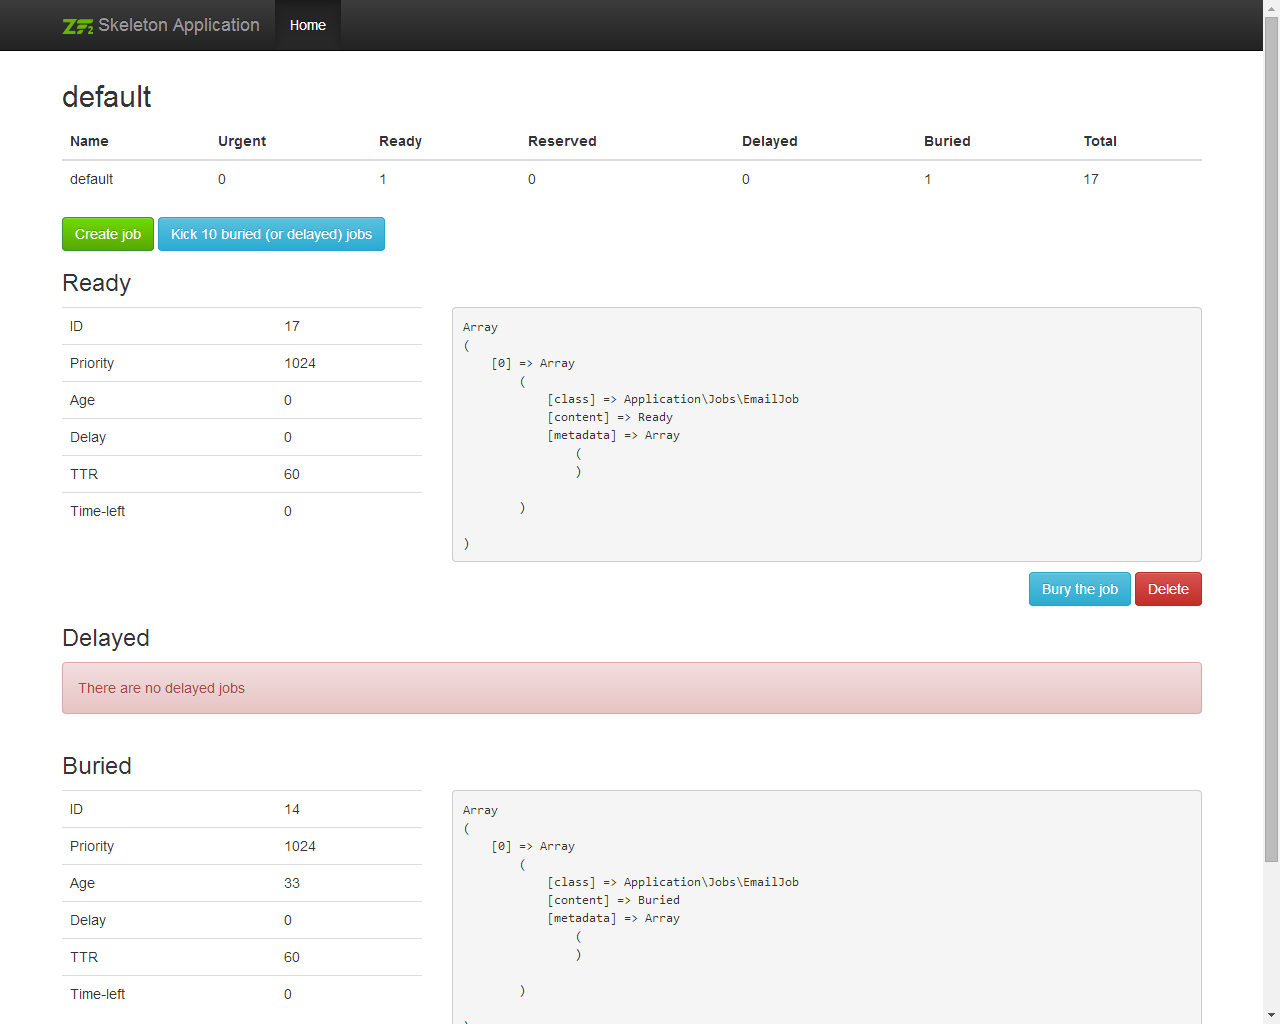 ZF2 Skeleton Application Home
default
Name Urgent Ready Reserved Delayed Buried Total
default 0 1 0 0 1 17
Create job Kick 10 buried (or delayed) jobs
Ready
ID 17
Priority 1024
Age 0
Delay 0
TTR 60
Time-left 0
Array
(
    [0] => Array
        (
            [class] => Application\Jobs\EmailJob
            [content] => Ready
            [metadata] => Array
                (
                )
        )
)
Bury the job Delete
Delayed
There are no delayed jobs
Buried
ID 14
Priority 1024
Age 33
Delay 0
TTR 60
Time-left 0
Array
(
    [0] => Array
        (
            [class] => Application\Jobs\EmailJob
            [content] => Buried
            [metadata] => Array
                (
                )
        )
)